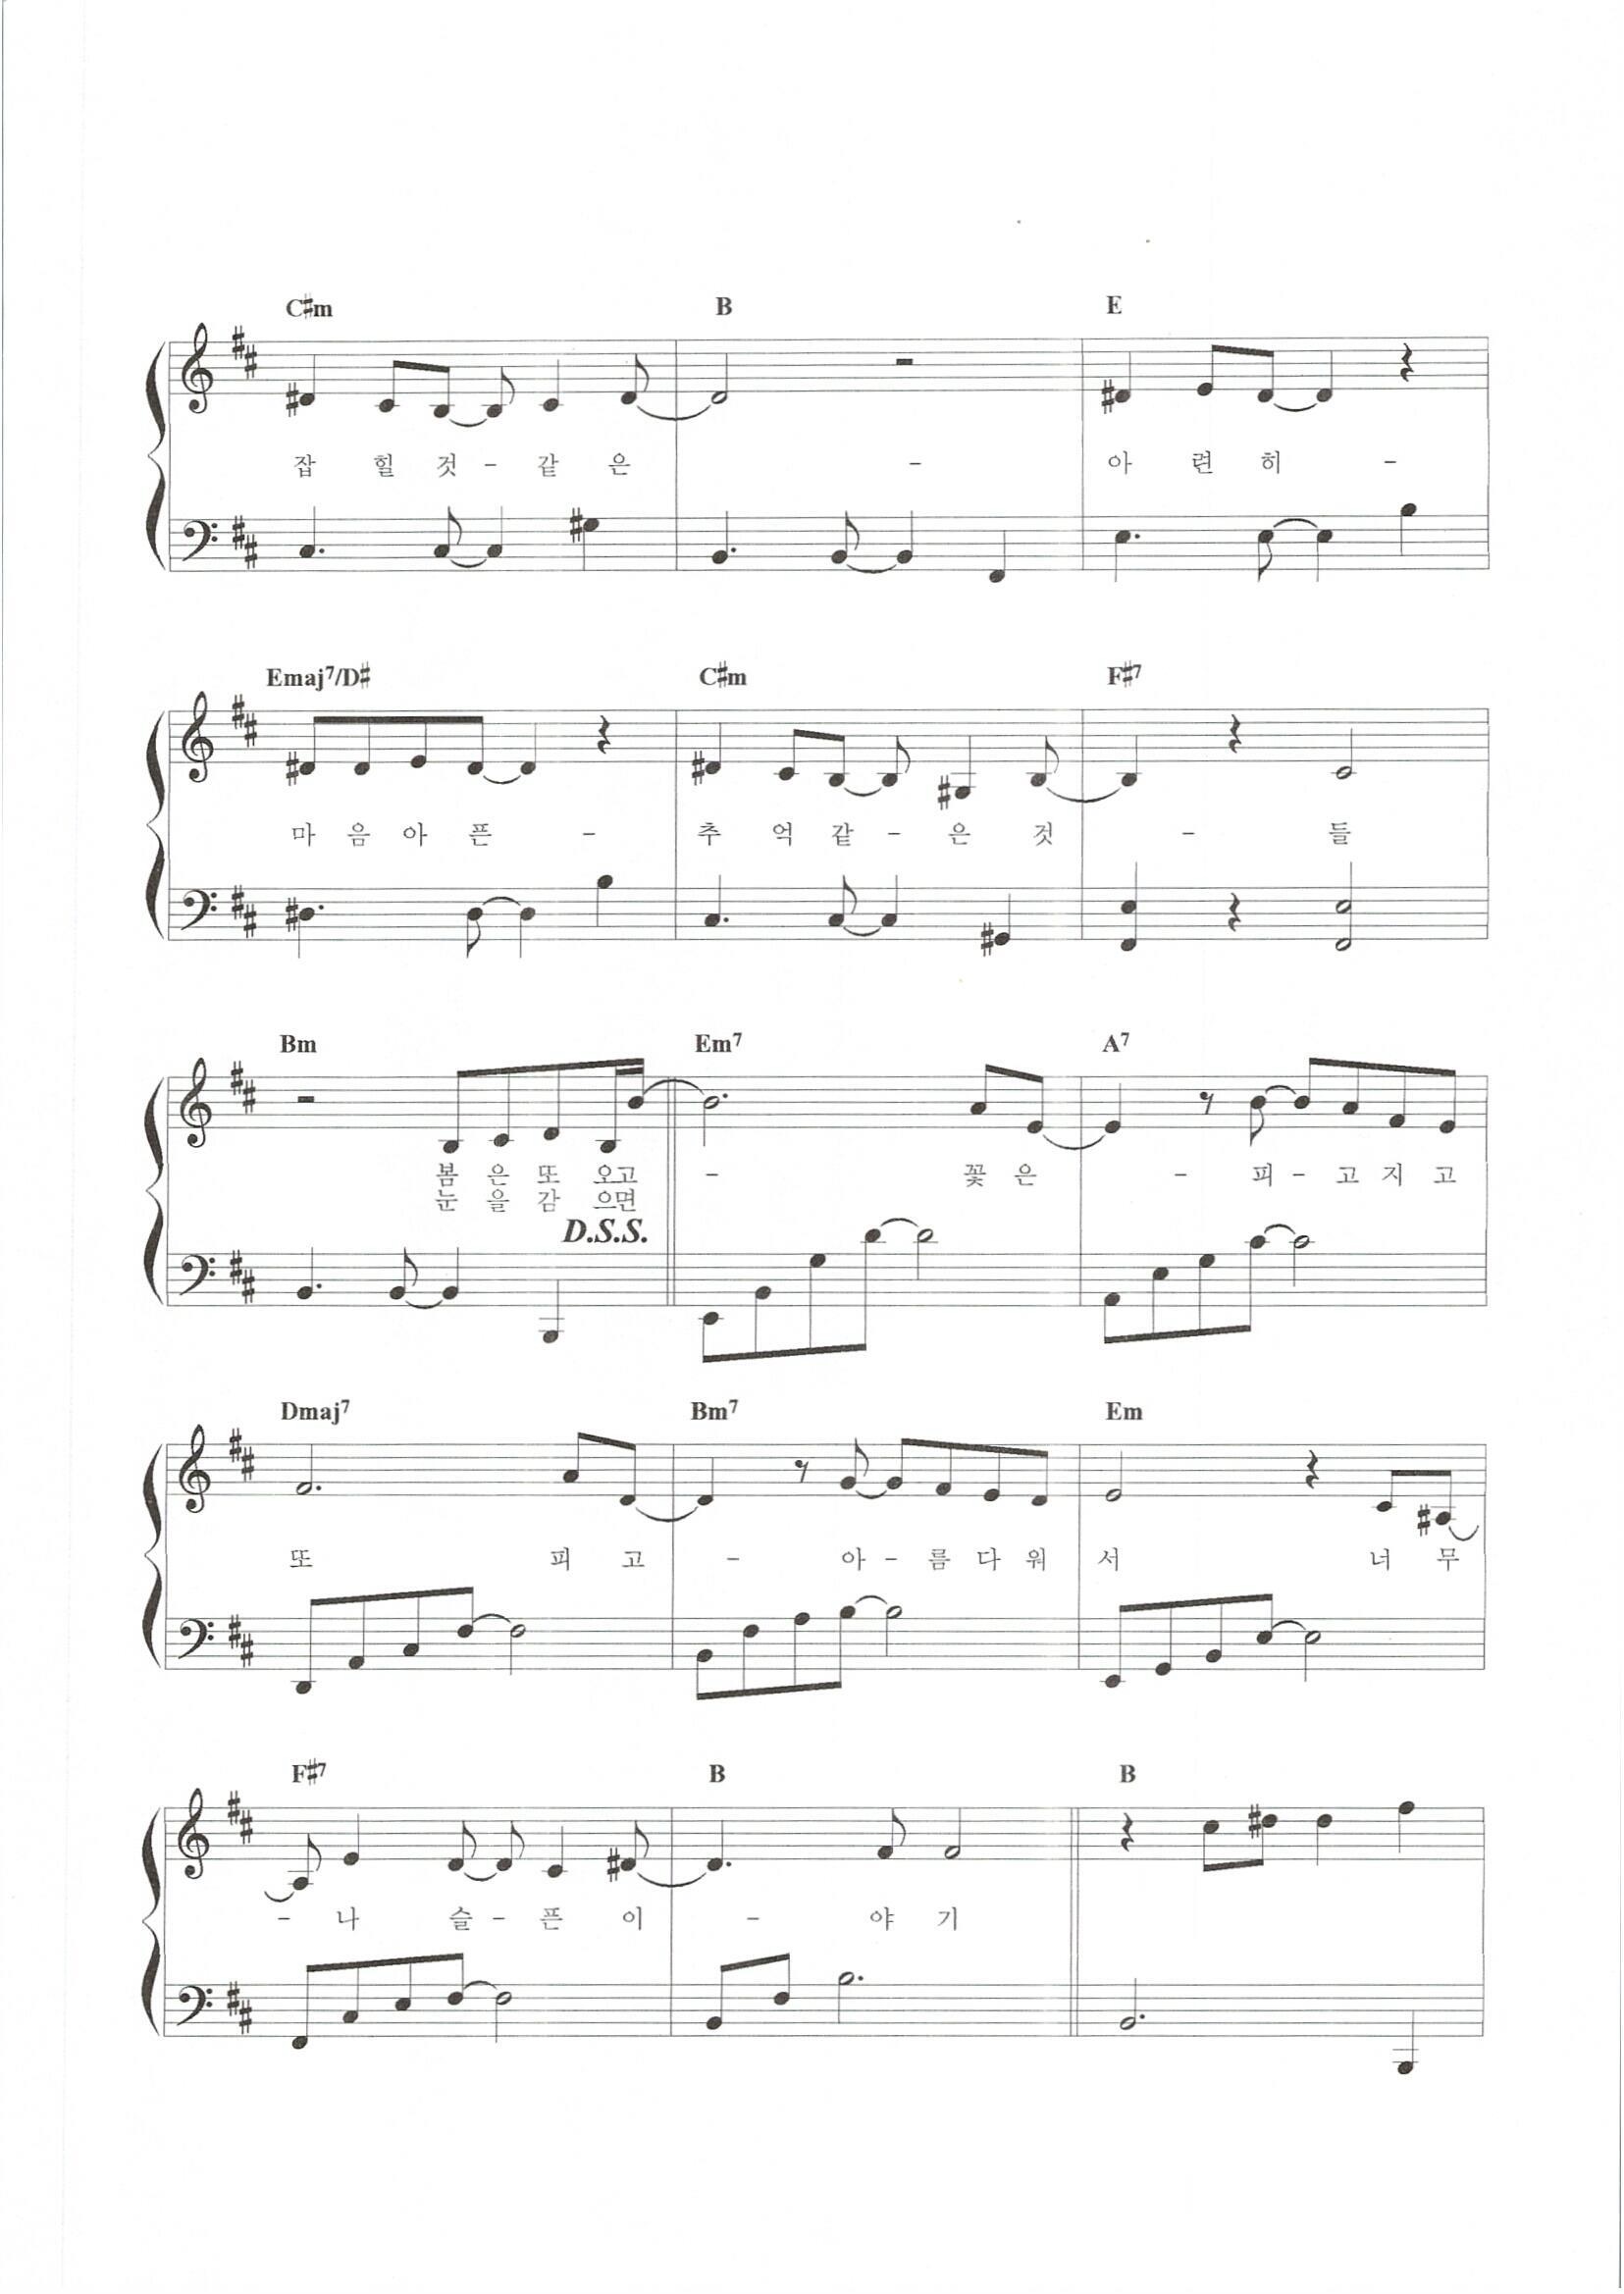 C♯m B E
잡 힐 것 - 같 은 - 아 련 히 -
Emaj7/D♯ C♯m F♯7
마 음 아 픈 - 추 억 같 - 은 것 - 들
Bm Em7 A7
봄 은 또 오고 - 꽃 은 - 피 - 고 지 고
눈 을 감 으면
D.S.S.
Dmaj7 Bm7 Em
또 피 고 - 아 - 름 다 워 서 너 무
F♯7 B B
- 나 슬 - 픈 이 - 야 기